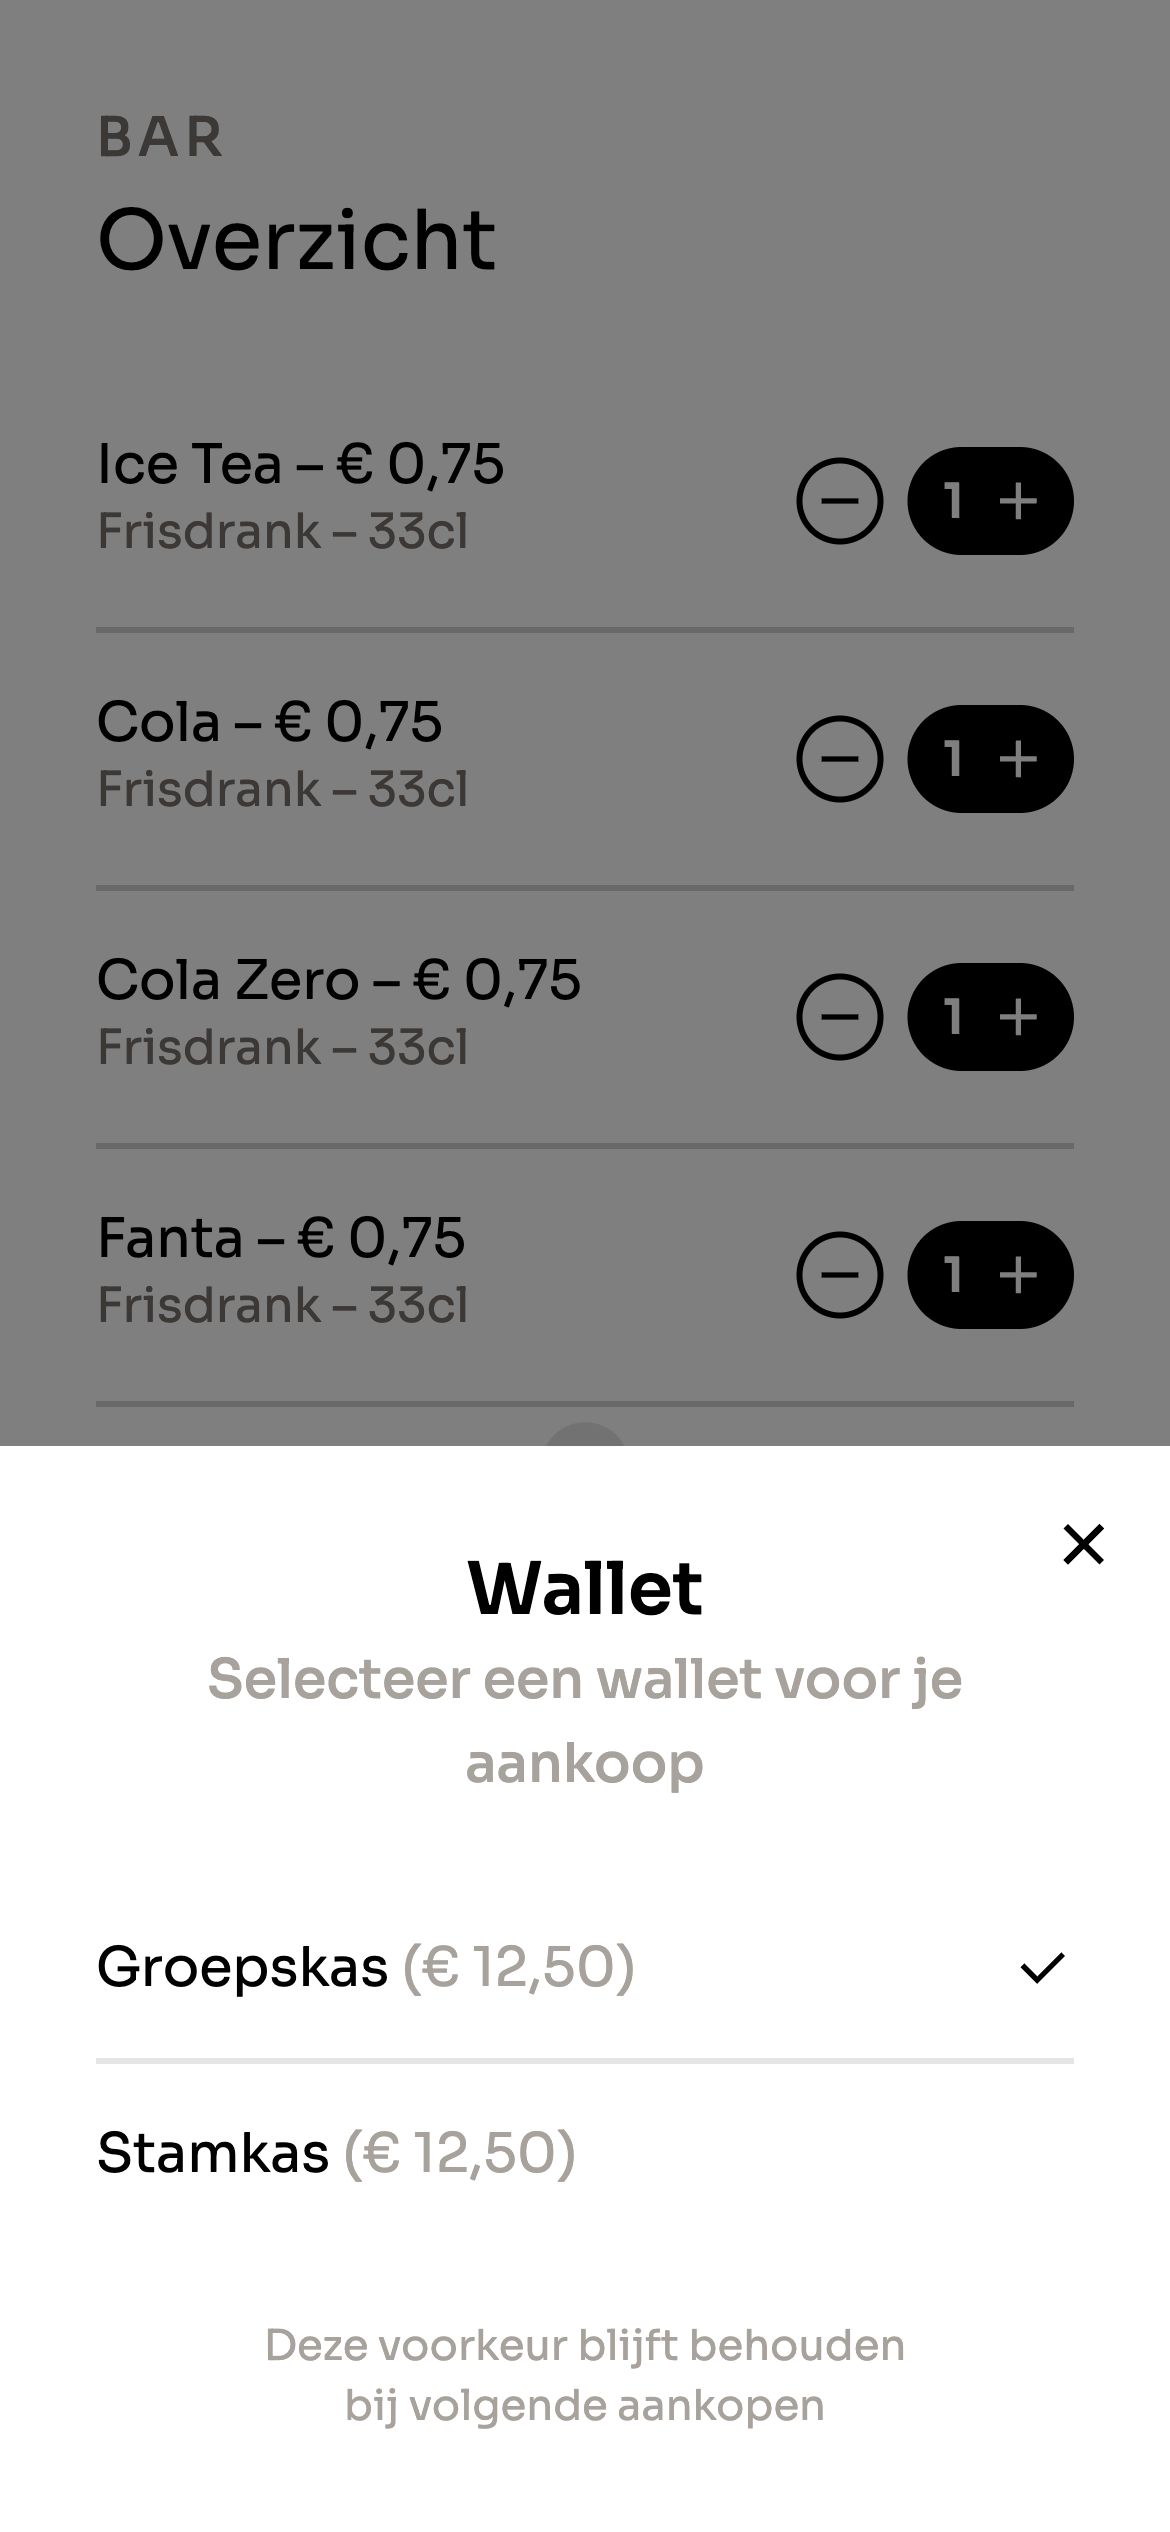 BAR
Overzicht
Ice Tea – € 0,75
Frisdrank – 33cl
1
Cola – € 0,75
Frisdrank – 33cl
1
Cola Zero – € 0,75
Frisdrank – 33cl
1
Fanta – € 0,75
Frisdrank – 33cl
1
Wallet
Selecteer een wallet voor je
aankoop
Groepskas (€ 12,50)
Stamkas (€ 12,50)
Deze voorkeur blijft behouden
bij volgende aankopen